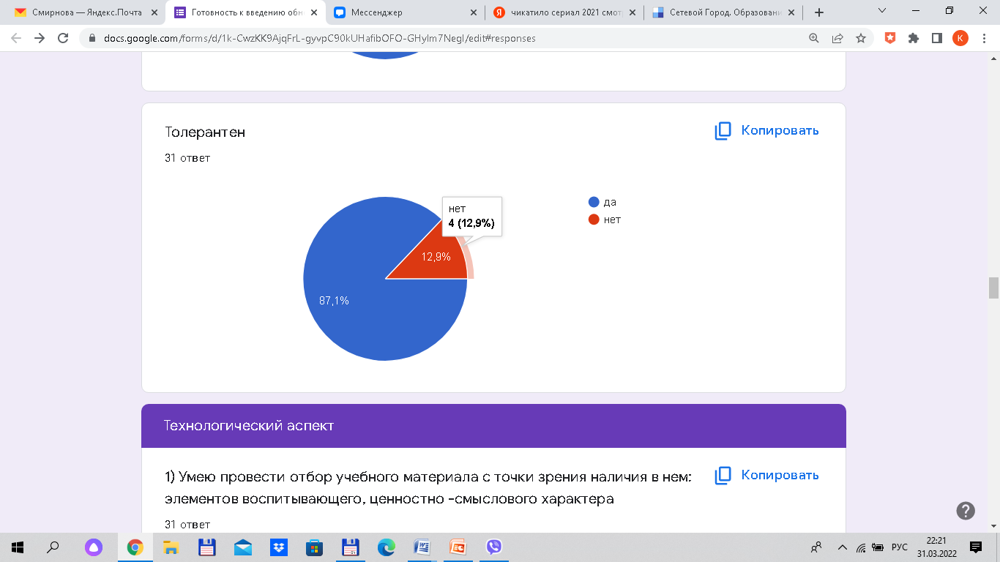 Смирнова — Яндекс.Почта
Готовность к введению обн
Мессенджер
Я
чикатило сериал 2021 смотр
Сетевой Город. Образовани
docs.google.com/forms/d/1k-CwzKK9AjqFrL-gyvpC90kUHafibOFO-GHyIm7NegI/edit#responses
К
Толерантен
Копировать
31 ответ
нет
4 (12,9%)
12,9%
87,1%
да
нет
Технологический аспект
1) Умею провести отбор учебного материала с точки зрения наличия в нем:
элементов воспитывающего, ценностно -смыслового характера
Копировать
31 ответ
РУС
22:21
31.03.2022